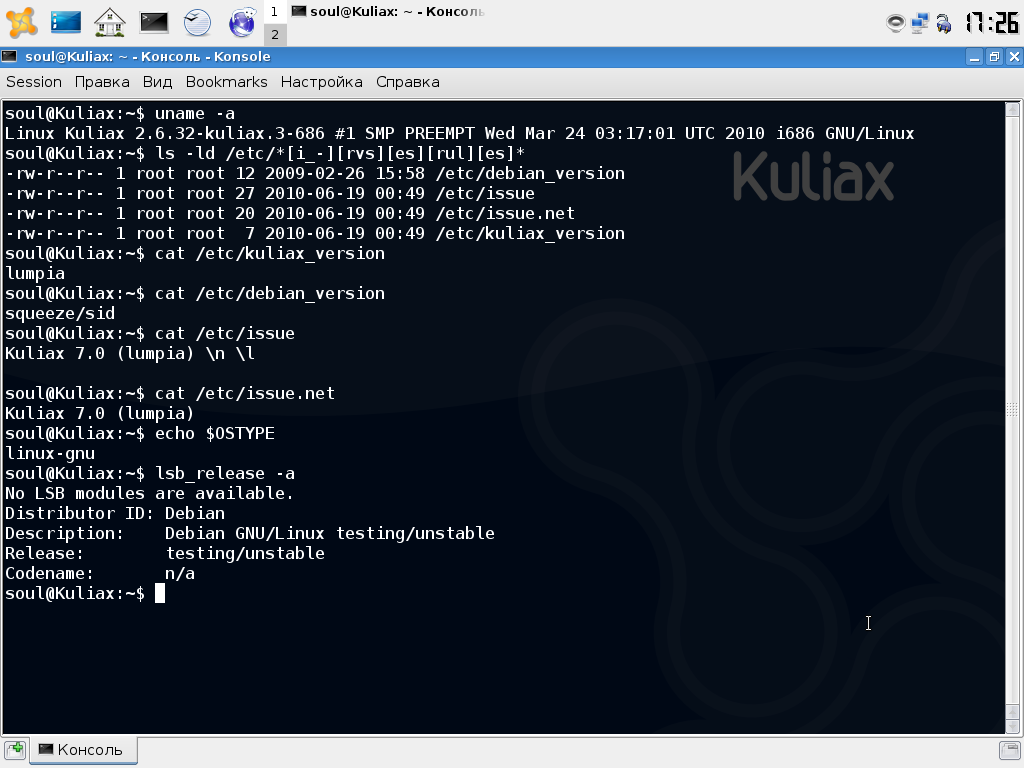 1
2
soul@Kuliax: ~ - Консоль
17:26
soul@Kuliax: ~ - Консоль - Konsole
Session Правка Вид Bookmarks Настройка Справка
soul@Kuliax:~$ uname -a
Linux Kuliax 2.6.32-kuliax.3-686 #1 SMP PREEMPT Wed Mar 24 03:17:01 UTC 2010 i686 GNU/Linux
soul@Kuliax:~$ ls -ld /etc/*[i_-][rvs][es][rul][es]*
-rw-r--r-- 1 root root 12 2009-02-26 15:58 /etc/debian_version
-rw-r--r-- 1 root root 27 2010-06-19 00:49 /etc/issue
-rw-r--r-- 1 root root 20 2010-06-19 00:49 /etc/issue.net
-rw-r--r-- 1 root root  7 2010-06-19 00:49 /etc/kuliax_version
Kuliax
soul@Kuliax:~$ cat /etc/kuliax_version
lumpia
soul@Kuliax:~$ cat /etc/debian_version
squeeze/sid
soul@Kuliax:~$ cat /etc/issue
Kuliax 7.0 (lumpia) \n \l
soul@Kuliax:~$ cat /etc/issue.net
Kuliax 7.0 (lumpia)
soul@Kuliax:~$ echo $OSTYPE
linux-gnu
soul@Kuliax:~$ lsb_release -a
No LSB modules are available.
Distributor ID: Debian
Description:    Debian GNU/Linux testing/unstable
Release:        testing/unstable
Codename:       n/a
soul@Kuliax:~$
Консоль